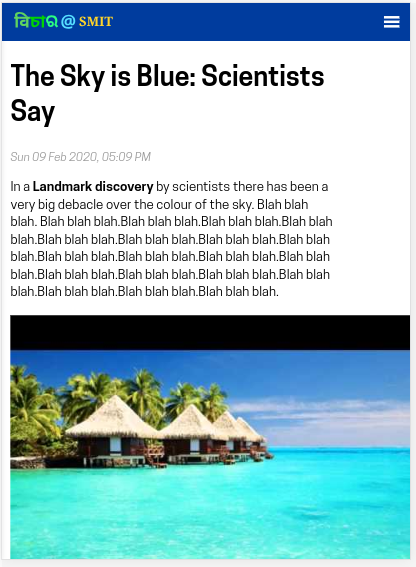 विचार @ SMIT
The Sky is Blue: Scientists
Say
Sun 09 Feb 2020, 05:09 PM
In a Landmark discovery by scientists there has been a
very big debacle over the colour of the sky. Blah blah
blah. Blah blah blah.Blah blah blah.Blah blah blah.Blah blah
blah.Blah blah blah.Blah blah blah.Blah blah blah.Blah blah
blah.Blah blah blah.Blah blah blah.Blah blah blah.Blah blah
blah.Blah blah blah.Blah blah blah.Blah blah blah.Blah blah
blah.Blah blah blah.Blah blah blah.Blah blah blah.